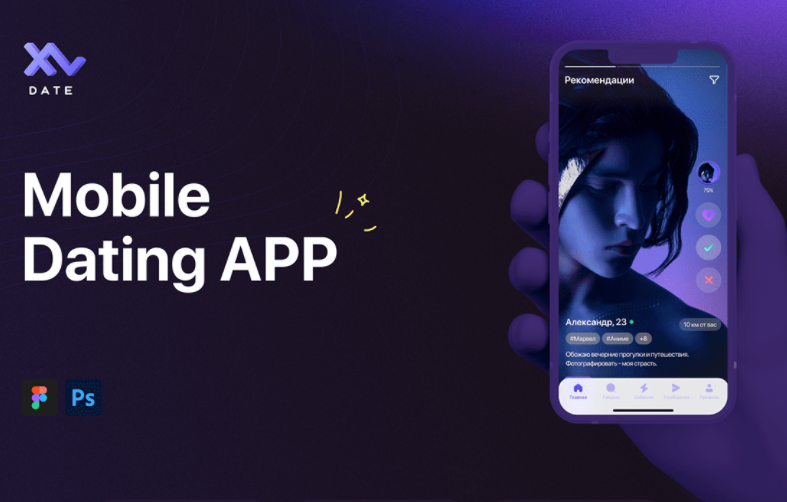 DATE
Mobile
Dating APP
Ps
Рекомендации
75%
Александр, 23
10 км от вас
#Марвел #Аниме +8
Обожаю вечерние прогулки и путшествия.
Фотографировать - моя страсть.
Главная